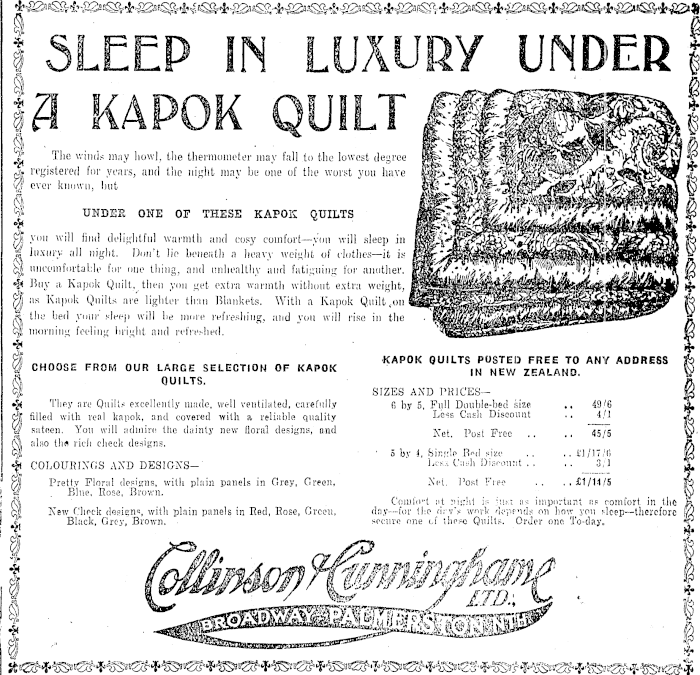 SLEEP IN LUXURY UNDER
A KAPOK QUILT
The winds may howl, the thermometer may fall to the lowest degree
registered for years, and the night may be one of the worst you have
ever known, but
UNDER ONE OF THESE KAPOK QUILTS
you will find delightful warmth and cosy comfort—you will sleep in
luxury all night. Don't lie beneath a heavy weight of clothes—it is
uncomfortable for one thing, and unhealthy and fatiguing for another.
Buy a Kapok Quilt, then you get extra warmth without extra weight,
as Kapok Quilts are lighter than Blankets. With a Kapok Quilt on
the bed your sleep will be more refreshing, and you will rise in the
morning feeling bright and refreshed.
CHOOSE FROM OUR LARGE SELECTION OF KAPOK
QUILTS.
They are Quilts excellently made, well ventilated, carefully
filled with real kapok, and covered with a reliable quality
sateen. You will admire the dainty new floral designs, and
also the rich check designs.
COLOURINGS AND DESIGNS—
Pretty Floral designs, with plain panels in Grey, Green,
Blue, Rose, Brown.
New Check designs, with plain panels in Red, Rose, Green,
Black, Grey, Brown.
KAPOK QUILTS POSTED FREE TO ANY ADDRESS
IN NEW ZEALAND.
SIZES AND PRICES—
6 by 5, Full Double-bed size .. 49/6
Less Cash Discount .. 4/1
Net. Post Free .. .. 45/5
5 by 4, Single Bed size .. .. £1/17/6
Less Cash Discount .. .. 3/1
Net. Post Free .. .. £1/14/5
Comfort at night is just as important as comfort in the
day—for the day's work depends on how you sleep—therefore
secure one of these Quilts. Order one To-day.
Collinson & Cunninghame
LTD.,
BROADWAY—PALMERSTON NTH.